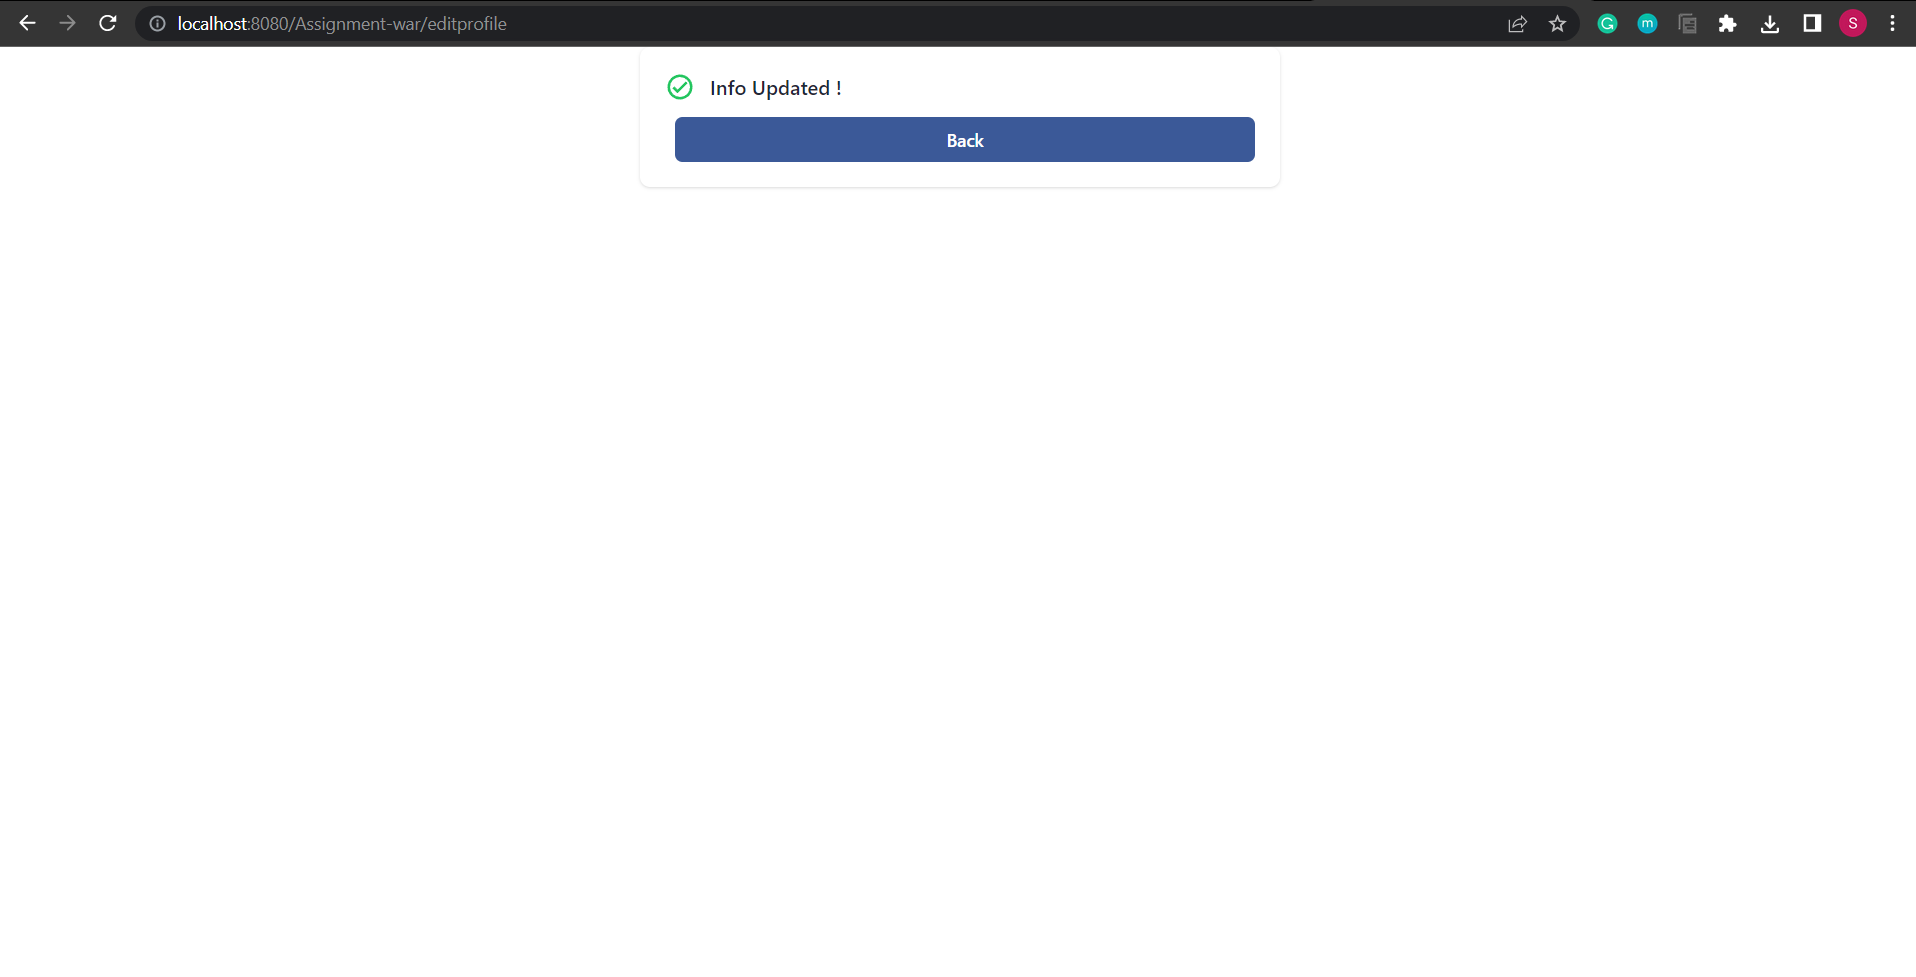 localhost:8080/Assignment-war/editprofile
G
m
S
Info Updated !
Back